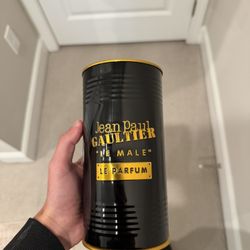 Jean Paul
GAULTIER
"LE MALE"
LE PARFUM